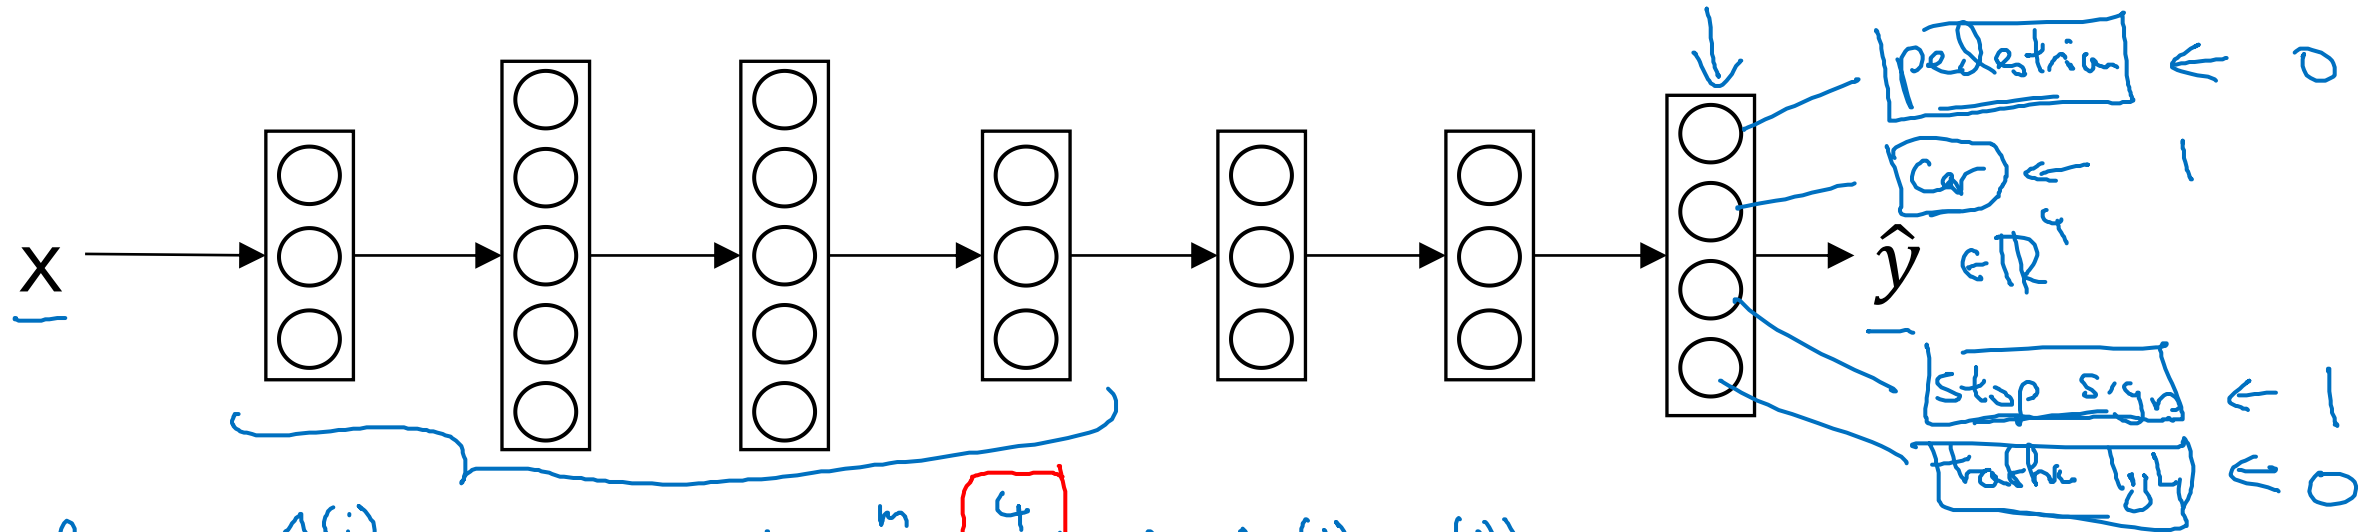 pedestrian ← 0
car ← 1
x
ŷ ∈ ℝ⁴
stop sign ← 1
traffic light ← 0
m 4